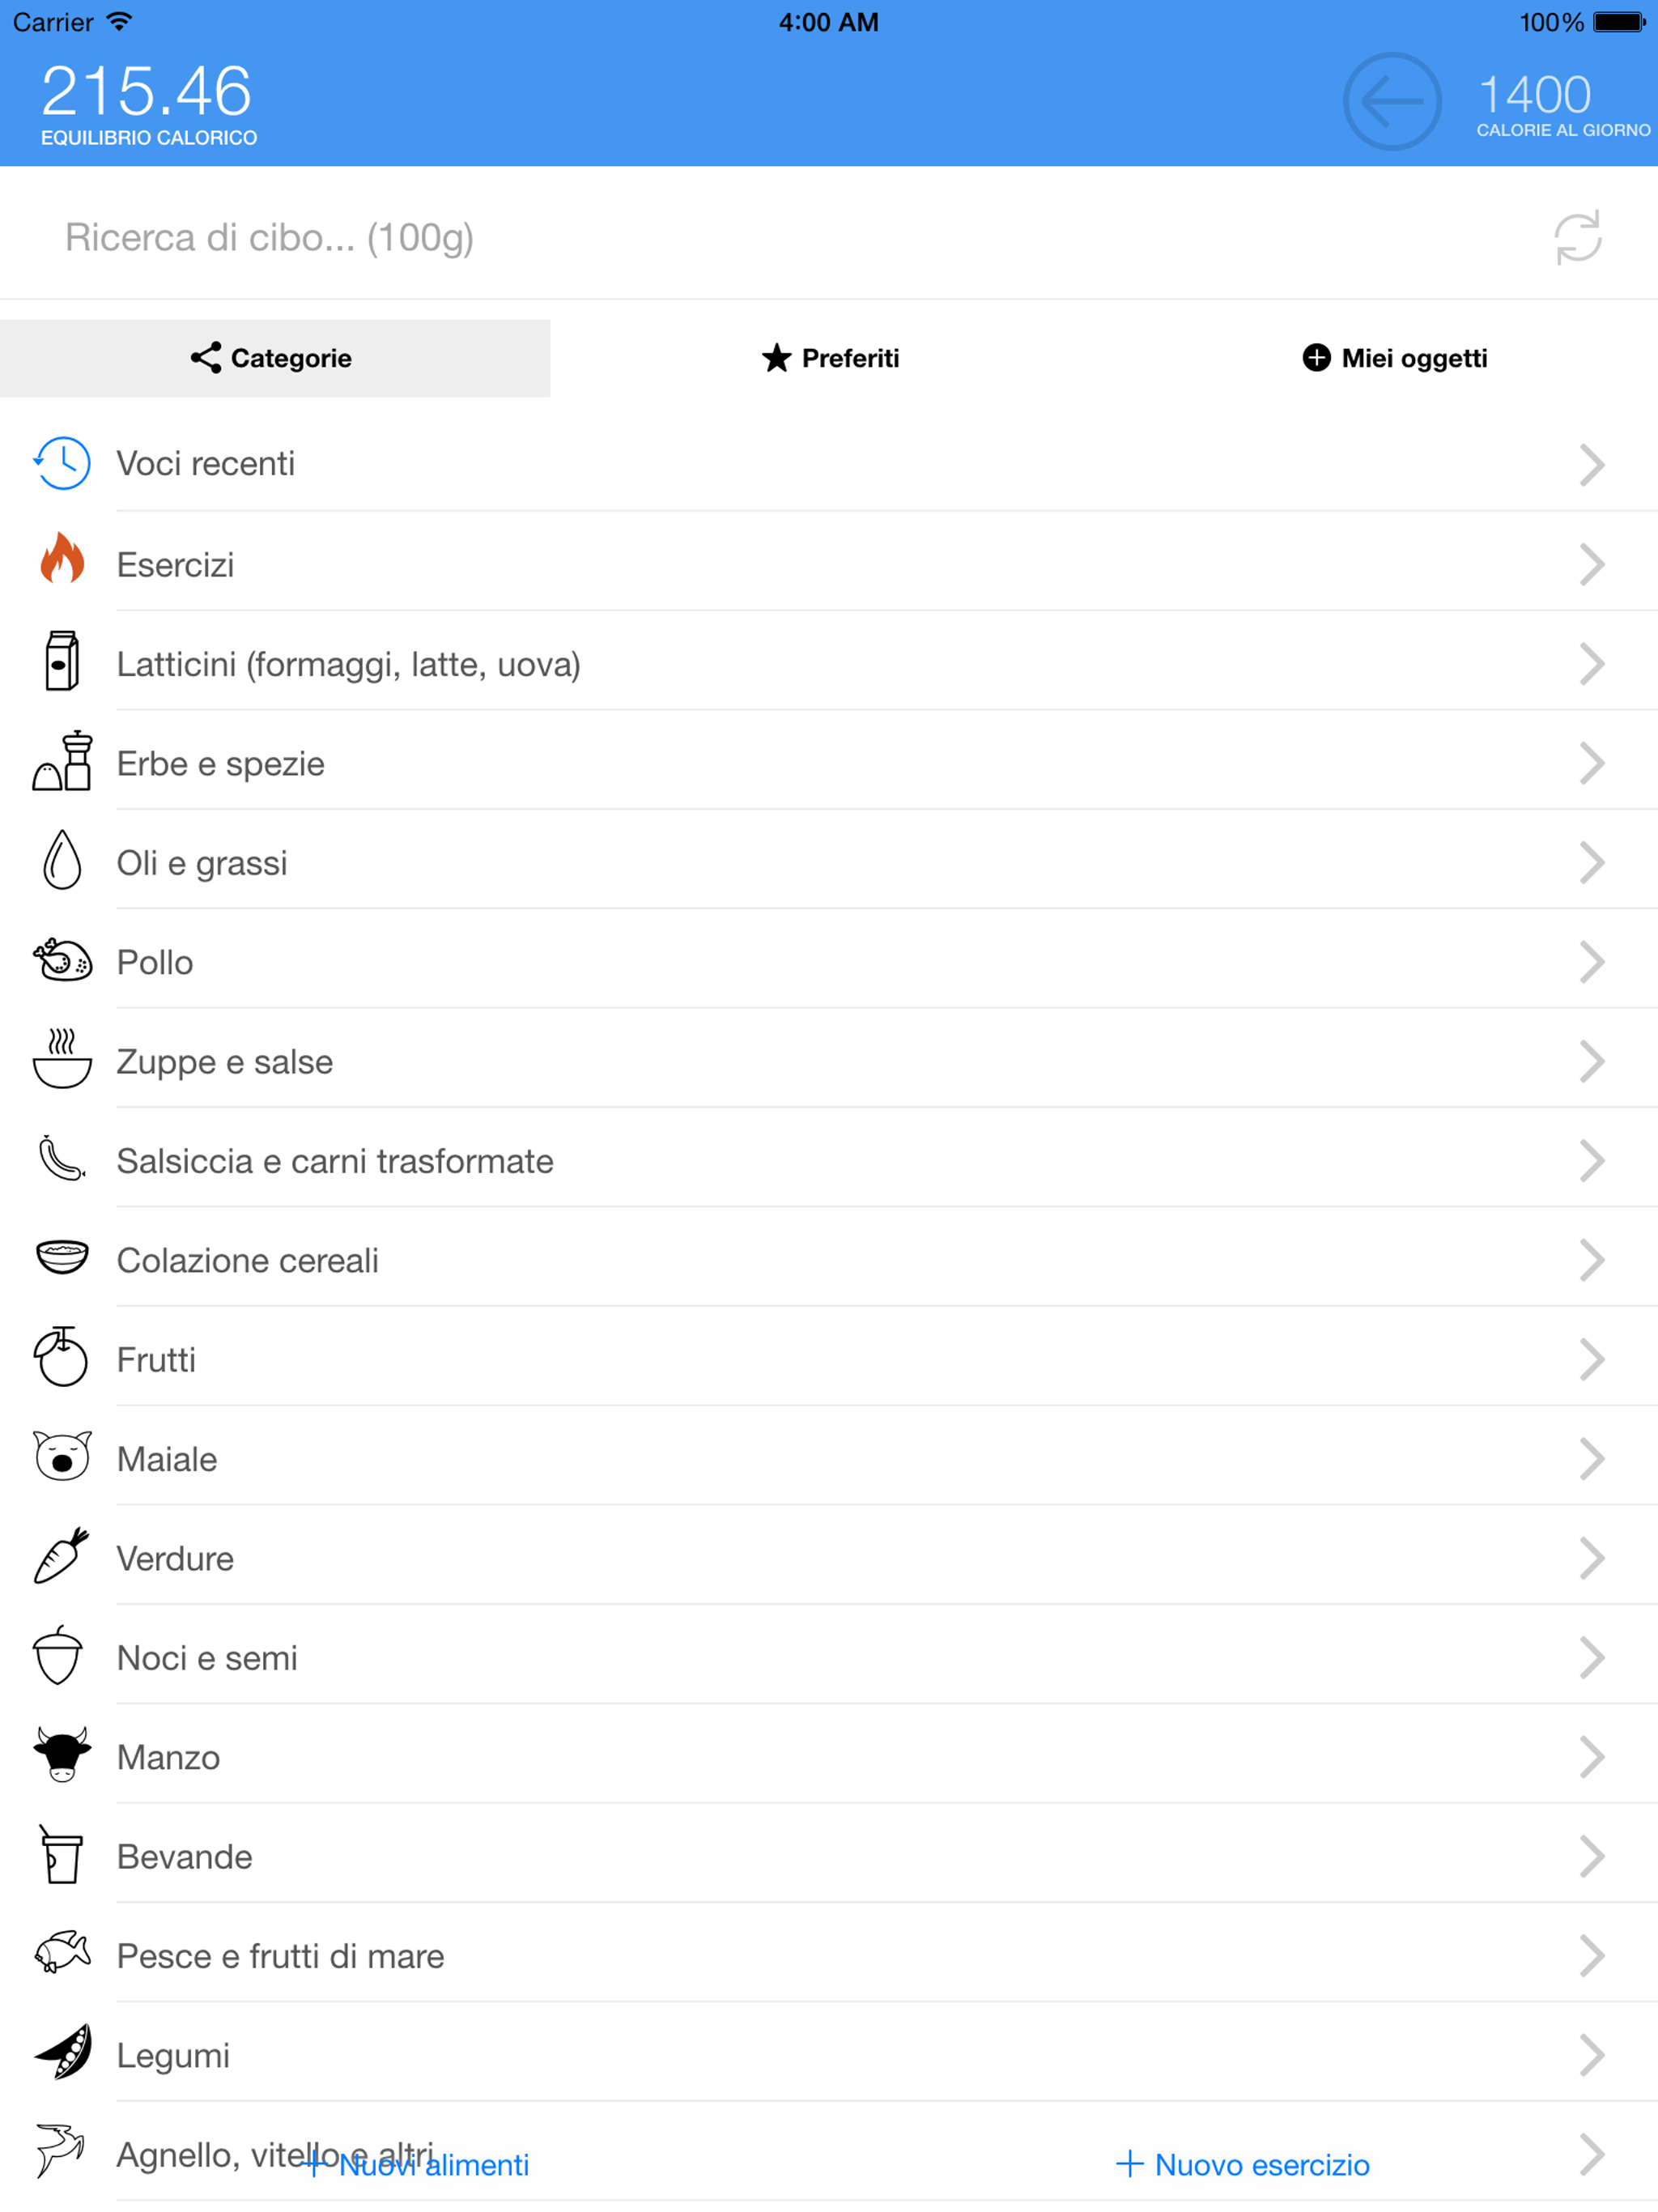 Carrier 4:00 AM 100%
215.46
EQUILIBRIO CALORICO
1400
CALORIE AL GIORNO
Ricerca di cibo... (100g)
Categorie Preferiti Miei oggetti
Voci recenti
Esercizi
Latticini (formaggi, latte, uova)
Erbe e spezie
Oli e grassi
Pollo
Zuppe e salse
Salsiccia e carni trasformate
Colazione cereali
Frutti
Maiale
Verdure
Noci e semi
Manzo
Bevande
Pesce e frutti di mare
Legumi
Agnello, vitello e altri
+ Nuovi alimenti + Nuovo esercizio